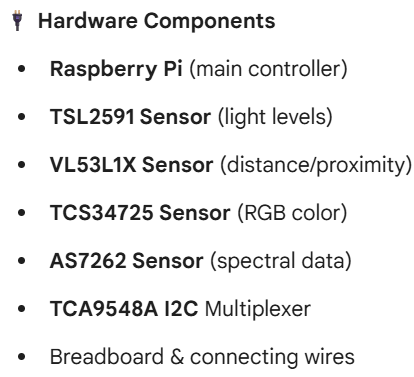 Hardware Components
• Raspberry Pi (main controller)
• TSL2591 Sensor (light levels)
• VL53L1X Sensor (distance/proximity)
• TCS34725 Sensor (RGB color)
• AS7262 Sensor (spectral data)
• TCA9548A I2C Multiplexer
• Breadboard & connecting wires